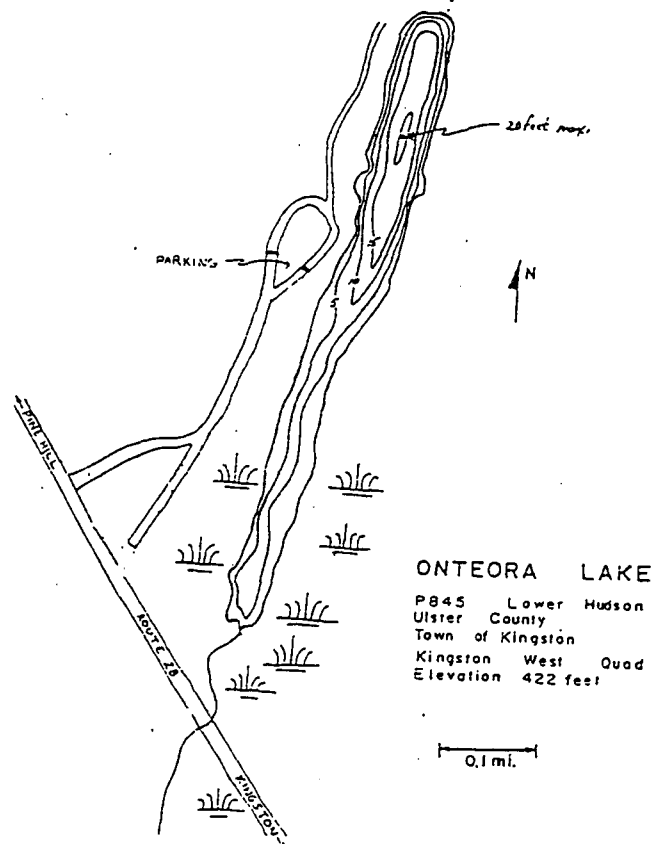 20 feet max.
PARKING
N
15
10
5
PINE HILL
ROUTE 28
KINGSTON
ONTEORA LAKE
P845 Lower Hudson
Ulster County
Town of Kingston
Kingston West Quad
Elevation 422 feet
0.1 mi.